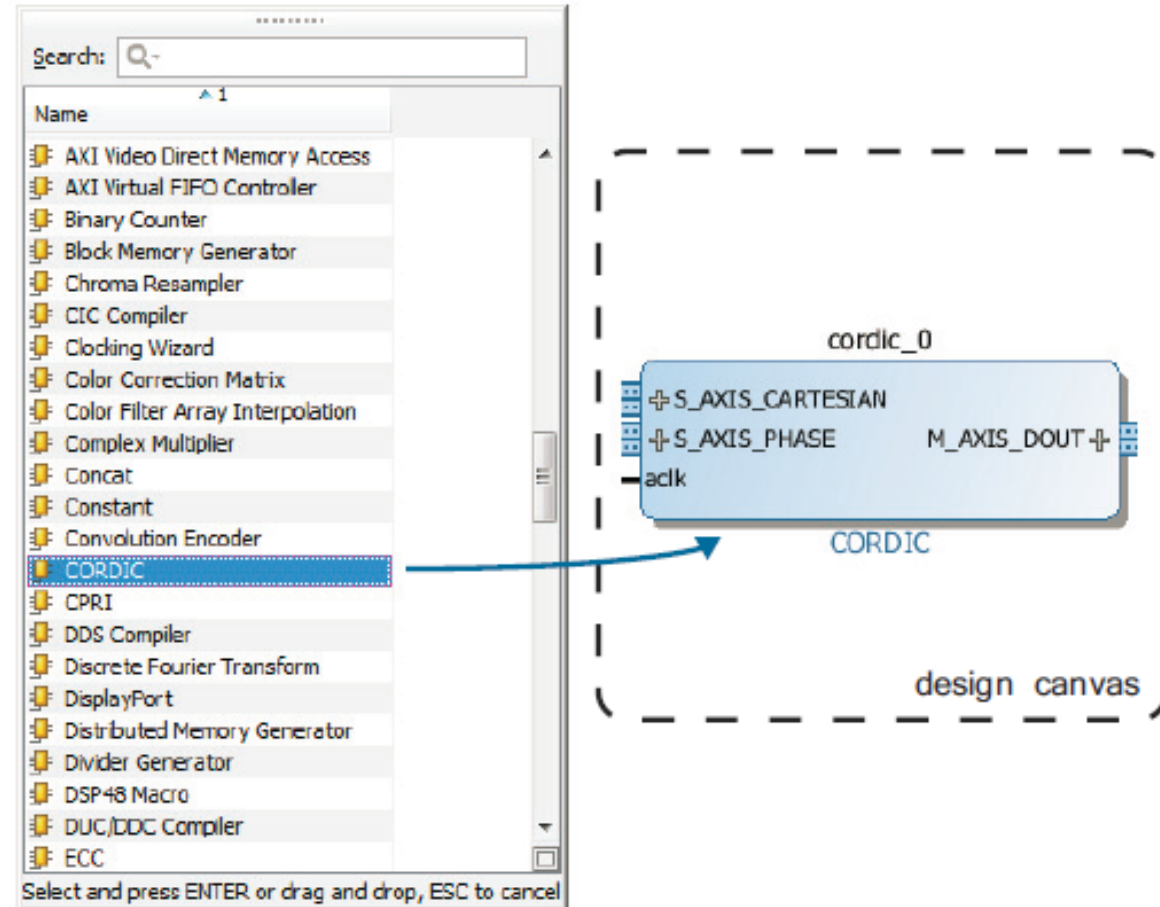 Search:
1
Name
AXI Video Direct Memory Access
AXI Virtual FIFO Controller
Binary Counter
Block Memory Generator
Chroma Resampler
CIC Compiler
Clocking Wizard
Color Correction Matrix
Color Filter Array Interpolation
Complex Multiplier
Concat
Constant
Convolution Encoder
CORDIC
CPRI
DDS Compiler
Discrete Fourier Transform
DisplayPort
Distributed Memory Generator
Divider Generator
DSP48 Macro
DUC/DDC Compiler
ECC
Select and press ENTER or drag and drop, ESC to cancel
cordic_0
S_AXIS_CARTESIAN
S_AXIS_PHASE M_AXIS_DOUT
aclk
CORDIC
design canvas